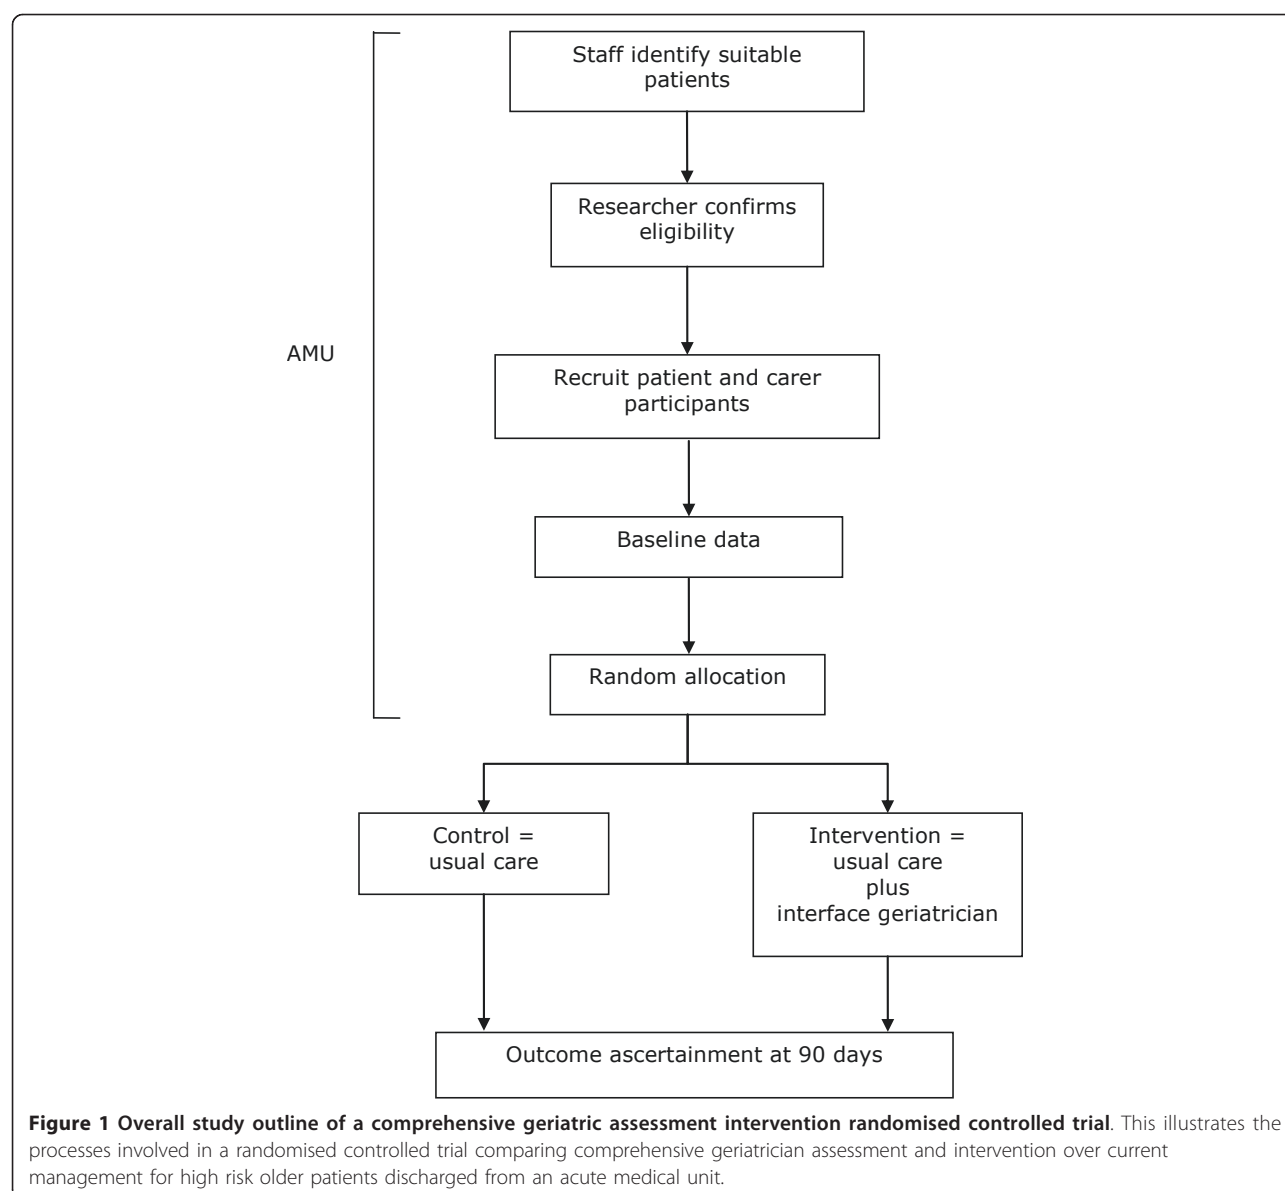 Staff identify suitable
patients
Researcher confirms
eligibility
AMU
Recruit patient and carer
participants
Baseline data
Random allocation
Control =
usual care
Intervention =
usual care
plus
interface geriatrician
Outcome ascertainment at 90 days
Figure 1 Overall study outline of a comprehensive geriatric assessment intervention randomised controlled trial. This illustrates the
processes involved in a randomised controlled trial comparing comprehensive geriatrician assessment and intervention over current
management for high risk older patients discharged from an acute medical unit.